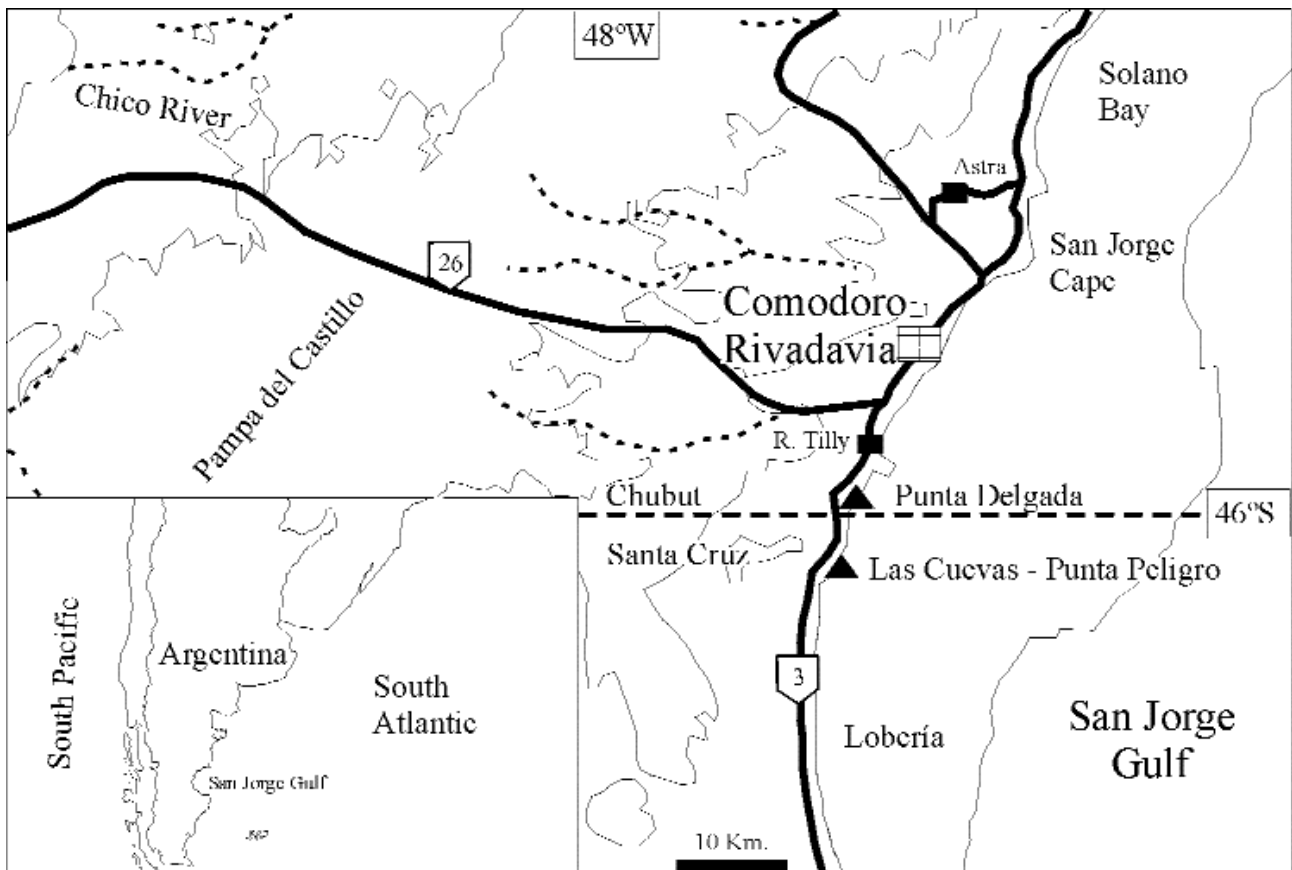 48°W
Solano
Bay
Chico River
Astra
San Jorge
Cape
26
Comodoro
Rivadavia
Pampa del Castillo
R. Tilly
Chubut
Punta Delgada
46°S
Santa Cruz
Las Cuevas - Punta Peligro
South Pacific
Argentina
South
Atlantic
3
San Jorge Gulf
Lobería
San Jorge
Gulf
10 Km.